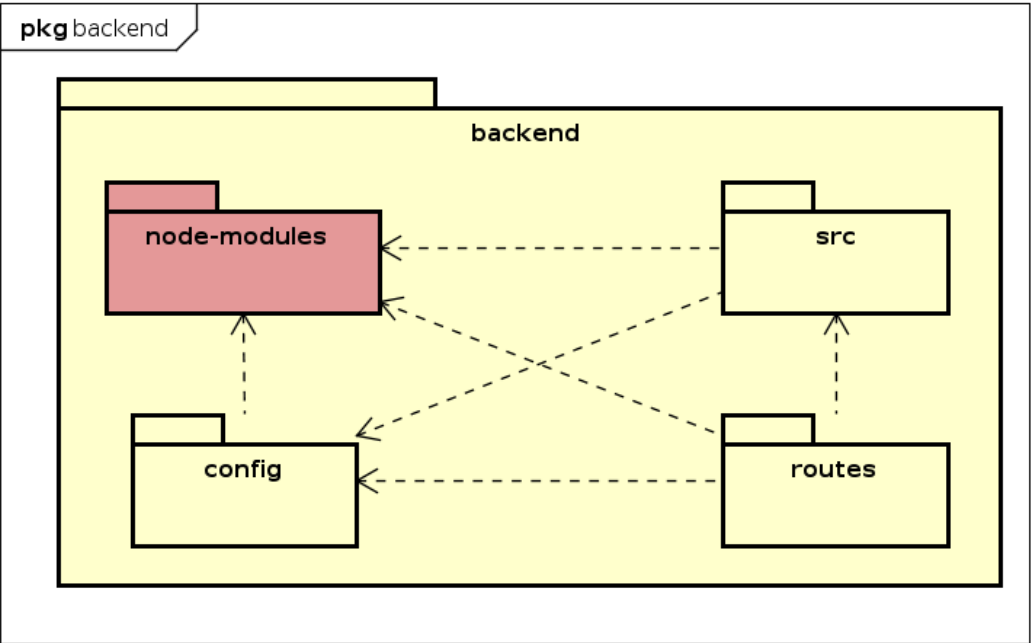 pkg backend
backend
node-modules
src
config
routes